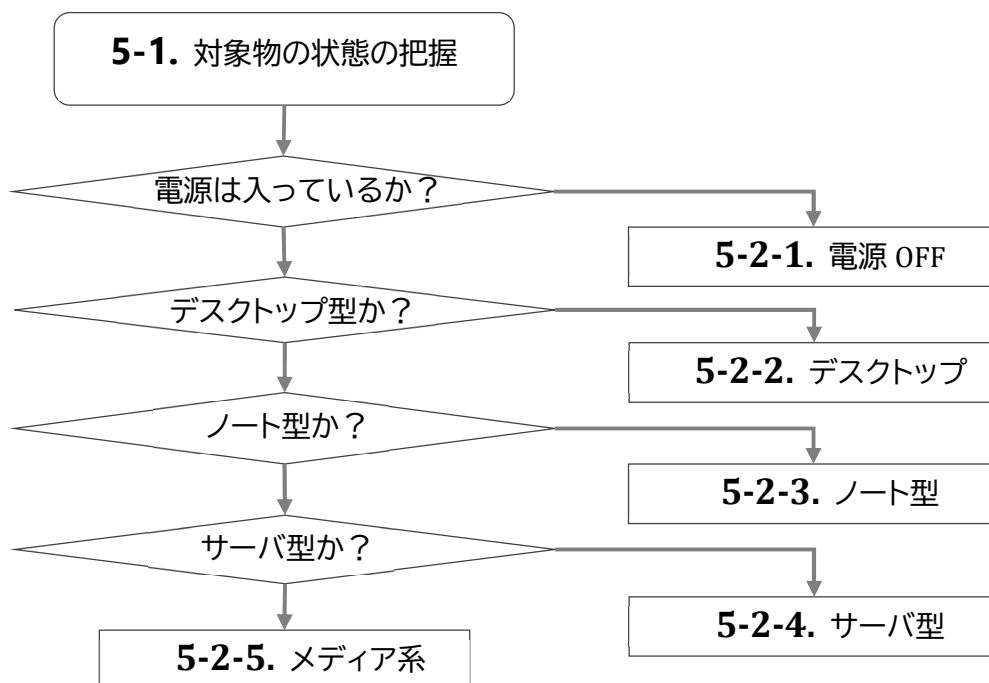 5-1. 対象物の状態の把握
電源は入っているか？
5-2-1. 電源 OFF
デスクトップ型か？
5-2-2. デスクトップ
ノート型か？
5-2-3. ノート型
サーバ型か？
5-2-4. サーバ型
5-2-5. メディア系